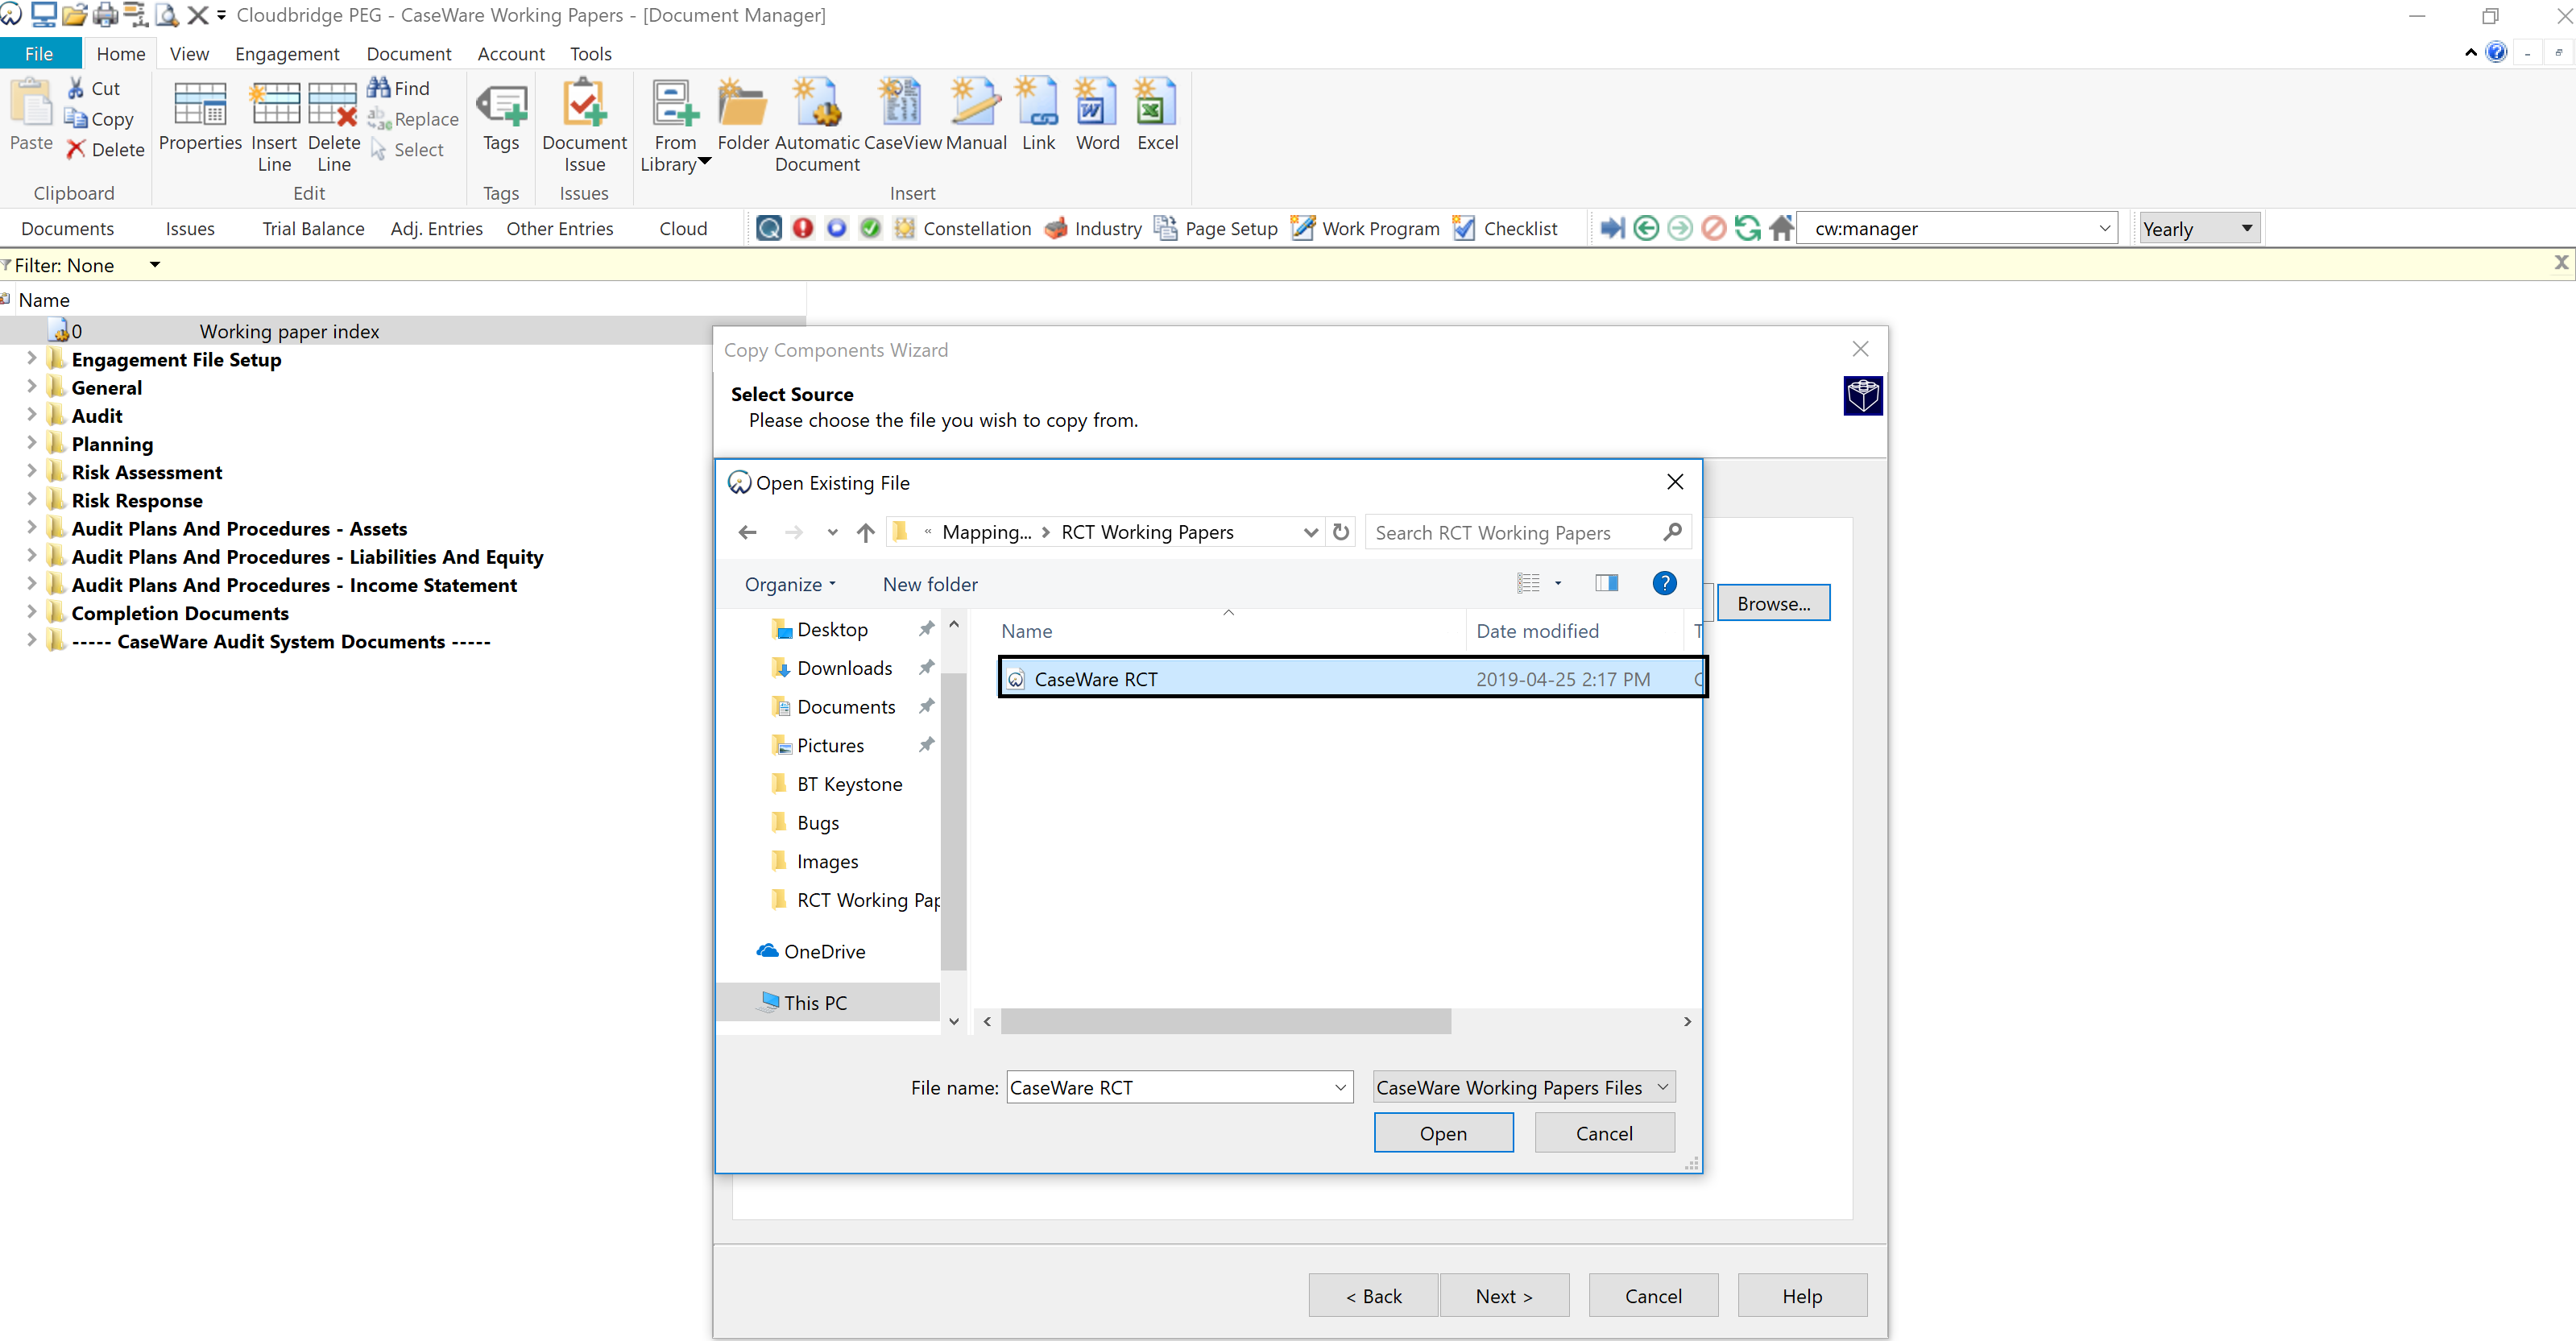 Cloudbridge PEG - CaseWare Working Papers - [Document Manager]
File Home View Engagement Document Account Tools
Paste
Cut
Copy
Delete
Clipboard
Properties
Insert Line
Delete Line
Find
Replace
Select
Edit
Tags
Tags
Document Issue
Issues
From Library
Folder
Automatic Document
CaseView
Manual
Link
Word
Excel
Insert
Documents Issues Trial Balance Adj. Entries Other Entries Cloud Constellation Industry Page Setup Work Program Checklist cw:manager Yearly
Filter: None
X
Name
0 Working paper index
Engagement File Setup
General
Audit
Planning
Risk Assessment
Risk Response
Audit Plans And Procedures - Assets
Audit Plans And Procedures - Liabilities And Equity
Audit Plans And Procedures - Income Statement
Completion Documents
----- CaseWare Audit System Documents -----
Copy Components Wizard
Select Source
Please choose the file you wish to copy from.
Browse...
Open Existing File
« Mapping... > RCT Working Papers
Search RCT Working Papers
Organize New folder
Desktop
Downloads
Documents
Pictures
BT Keystone
Bugs
Images
RCT Working Pap
OneDrive
This PC
Name Date modified T
CaseWare RCT 2019-04-25 2:17 PM C
File name: CaseWare RCT CaseWare Working Papers Files
Open Cancel
< Back Next > Cancel Help